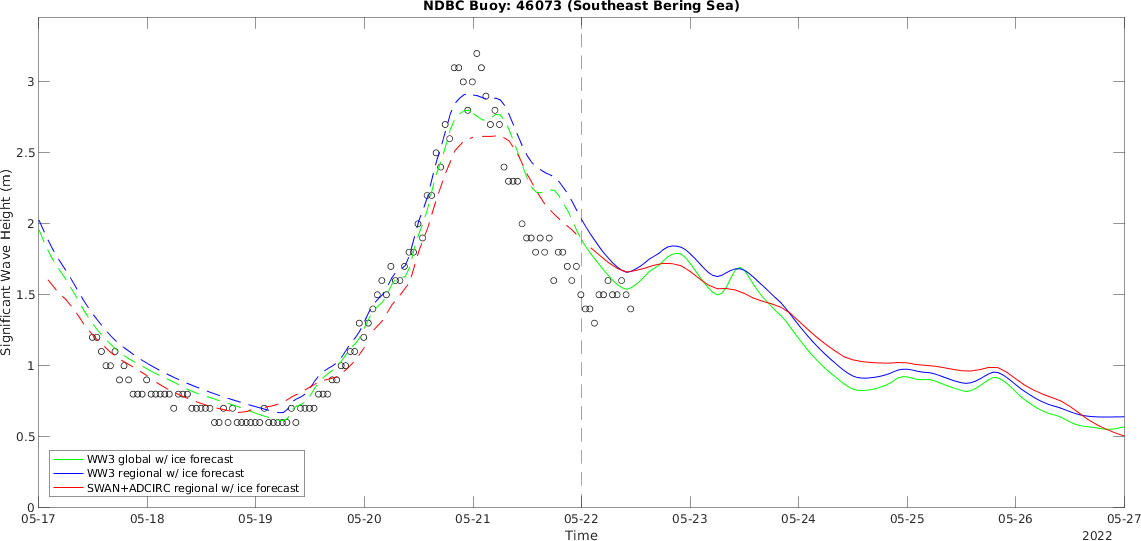 NDBC Buoy: 46073 (Southeast Bering Sea)
Significant Wave Height (m)
3
2.5
2
1.5
1
0.5
0
WW3 global w/ ice forecast
WW3 regional w/ ice forecast
SWAN+ADCIRC regional w/ ice forecast
05-17 05-18 05-19 05-20 05-21 05-22 05-23 05-24 05-25 05-26 05-27
Time
2022